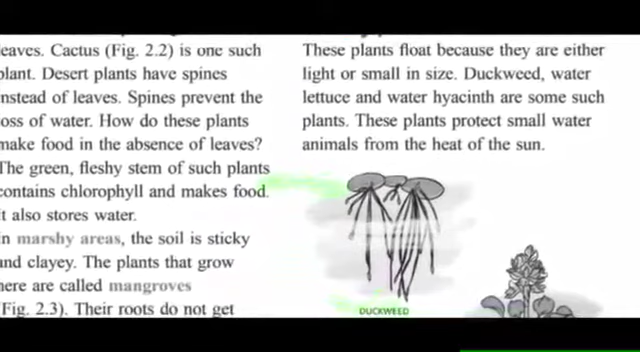 eaves. Cactus (Fig. 2.2) is one such
plant. Desert plants have spines
nstead of leaves. Spines prevent the
oss of water. How do these plants
make food in the absence of leaves?
The green, fleshy stem of such plants
contains chlorophyll and makes food.
it also stores water.
n marshy areas, the soil is sticky
and clayey. The plants that grow
here are called mangroves
Fig. 2.3). Their roots do not get
These plants float because they are either
light or small in size. Duckweed, water
lettuce and water hyacinth are some such
plants. These plants protect small water
animals from the heat of the sun.
DUCKWEED